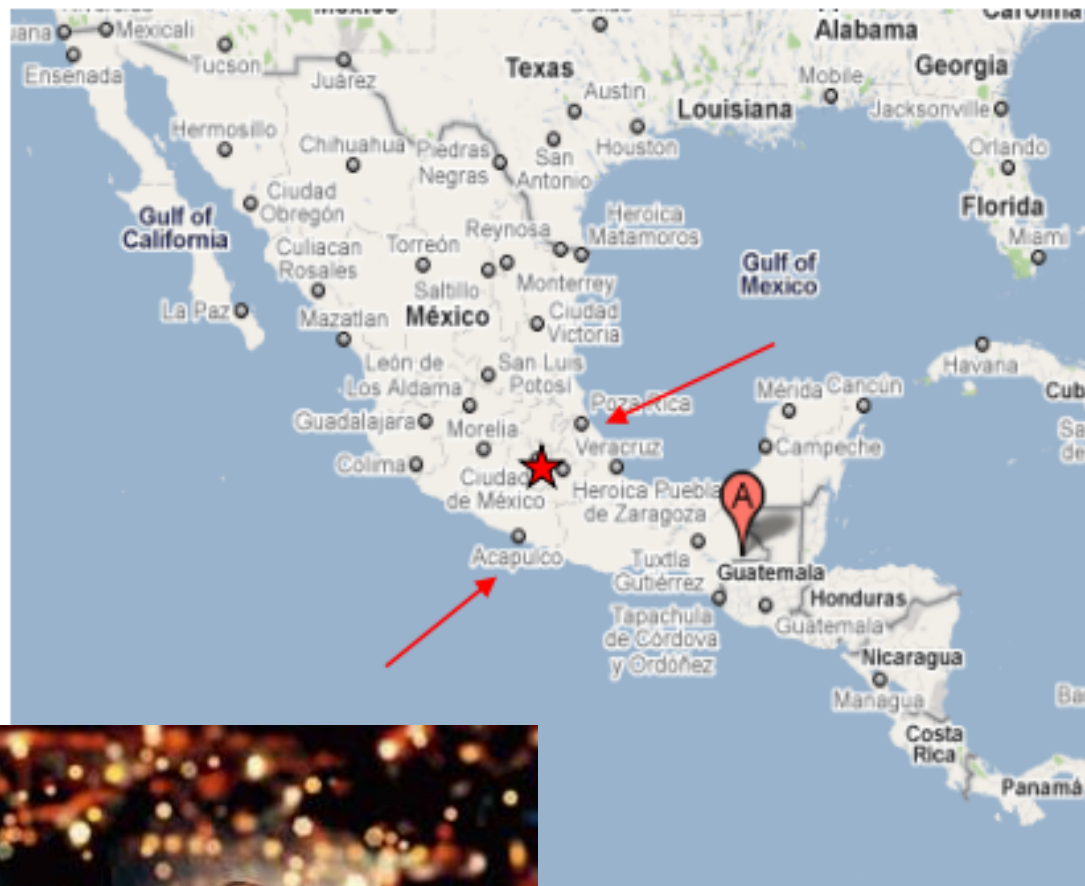 Mexicali
Alabama
Carolina
Tucson
Georgia
Ensenada
Juárez
Texas
Mobile
Austin
Louisiana
Jacksonville
Hermosillo
Chihuahua
Piedras
Negras
San
Antonio
Houston
Orlando
Ciudad
Obregón
Florida
Gulf of
California
Heroica
Matamoros
Reynosa
Culiacan
Rosales
Torreón
Miami
Gulf of
Mexico
Saltillo
Monterrey
La Paz
Mazatlan
México
Ciudad
Victoria
Havana
León de
Los Aldama
San Luis
Potosí
Mérida
Cancún
Cub
Poza Rica
Guadalajara
Morelia
Veracruz
Campeche
Sa
de
Colima
Ciudad
de México
Heroica Puebla
de Zaragoza
A
Acapulco
Tuxtla
Gutiérrez
Guatemala
Honduras
Tapachula
de Córdova
y Ordóñez
Guatemala
Nicaragua
Managua
Ba
Costa
Rica
Panamá